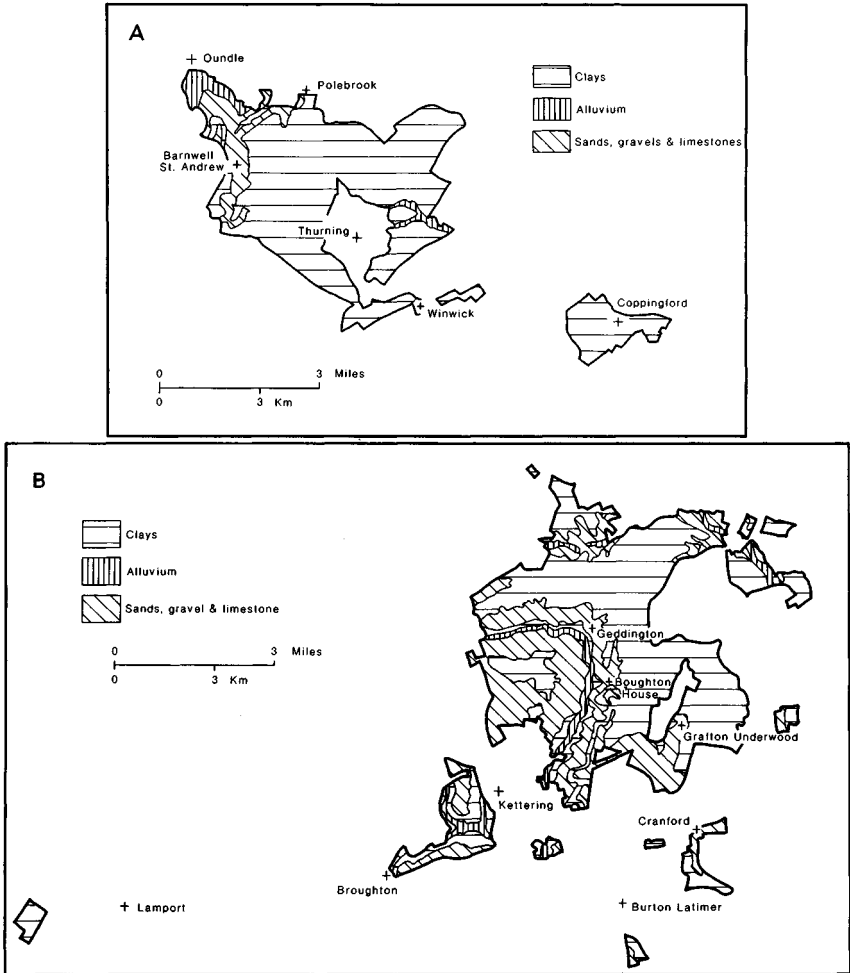 A
Oundle
Polebrook
Clays
Alluvium
Sands, gravels & limestones
Barnwell
St. Andrew
Thurning
Winwick
Coppingford
0 3 Miles
0 3 Km
B
Clays
Alluvium
Sands, gravel & limestone
0 3 Miles
0 3 Km
Geddington
Boughton
House
Grafton Underwood
Kettering
Cranford
Broughton
Lamport
Burton Latimer